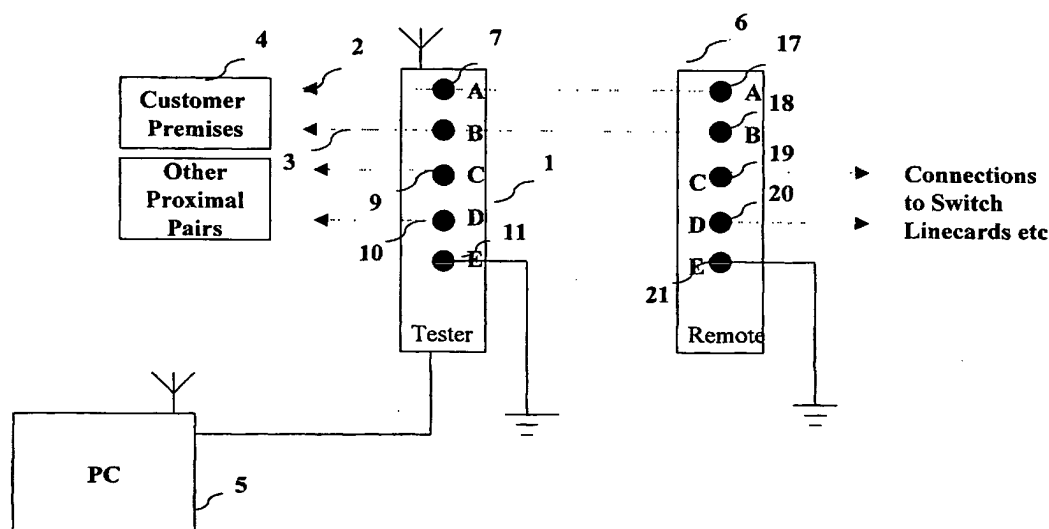 4
2
7
6
17
Customer
Premises
A
A
18
B
B
3
19
Other
Proximal
Pairs
9
C
1
C
Connections
to Switch
Linecards etc
20
D
D
10
11
E
E
21
Tester
Remote
PC
5